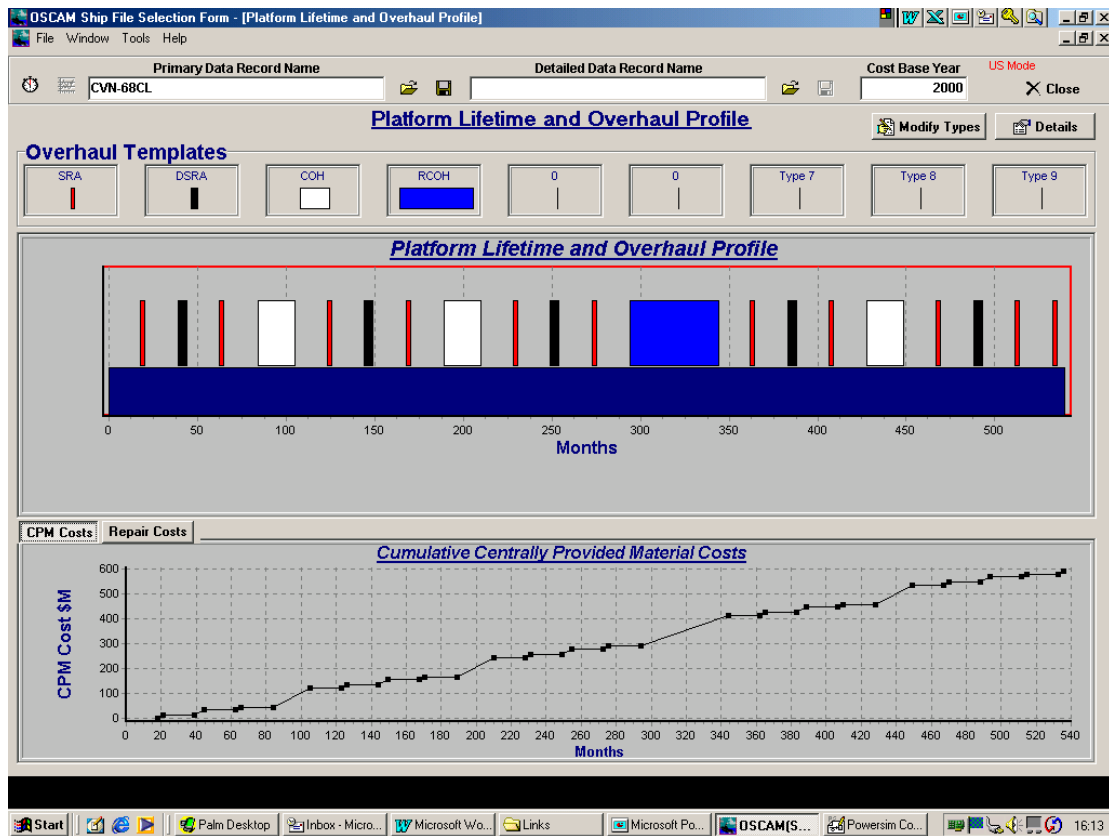 OSCAM Ship File Selection Form - [Platform Lifetime and Overhaul Profile]
File Window Tools Help
Primary Data Record Name Detailed Data Record Name Cost Base Year US Mode
CVN-68CL 2000 Close
Platform Lifetime and Overhaul Profile Modify Types Details
Overhaul Templates
SRA DSRA COH RCOH 0 0 Type 7 Type 8 Type 9
Platform Lifetime and Overhaul Profile
0 50 100 150 200 250 300 350 400 450 500
Months
CPM Costs Repair Costs
Cumulative Centrally Provided Material Costs
CPM Cost $M
600
500
400
300
200
100
0
0 20 40 60 80 100 120 140 160 180 200 220 240 260 280 300 320 340 360 380 400 420 440 460 480 500 520 540
Months
Start Palm Desktop Inbox - Micro... Microsoft Wo... Links Microsoft Po... OSCAM(S... Powersim Co... 16:13